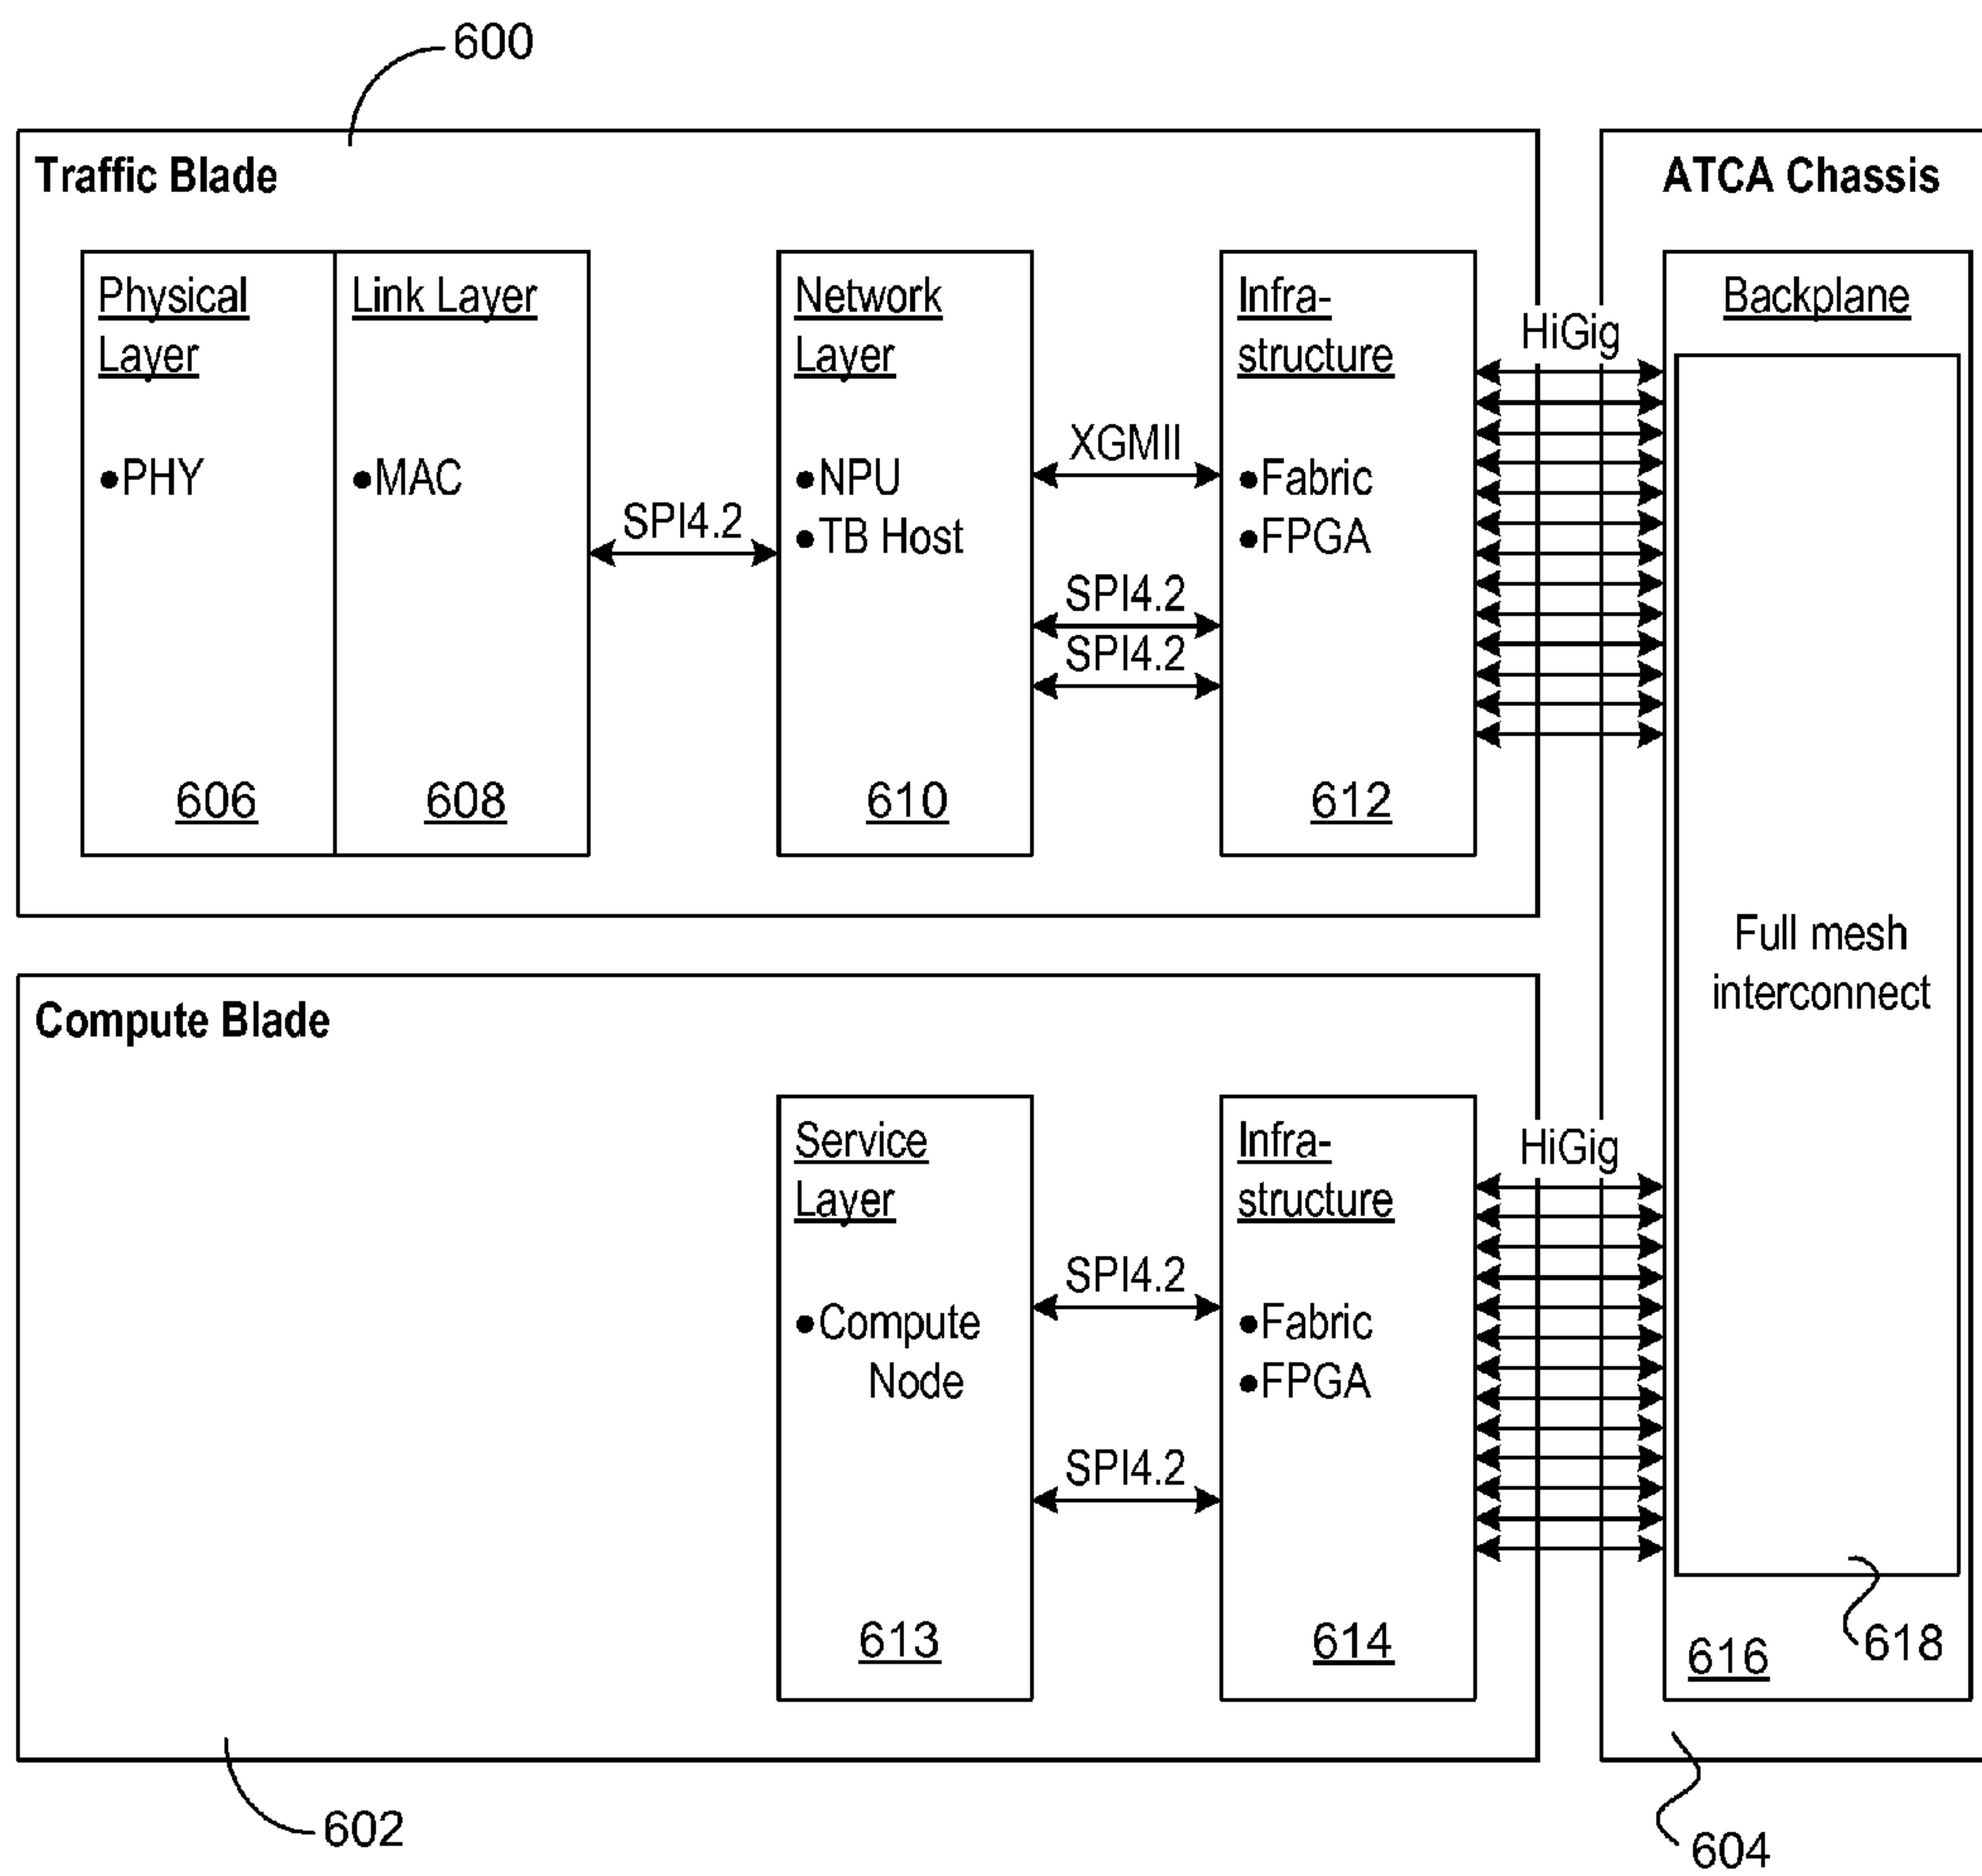 600
Traffic Blade
ATCA Chassis
Physical
Layer
•PHY
606
Link Layer
•MAC
608
SPI4.2
Network
Layer
•NPU
•TB Host
610
XGMII
SPI4.2
SPI4.2
Infra-
structure
•Fabric
•FPGA
612
HiGig
Backplane
Full mesh
interconnect
Compute Blade
Service
Layer
•Compute
Node
613
SPI4.2
SPI4.2
Infra-
structure
•Fabric
•FPGA
614
HiGig
616
618
602
604